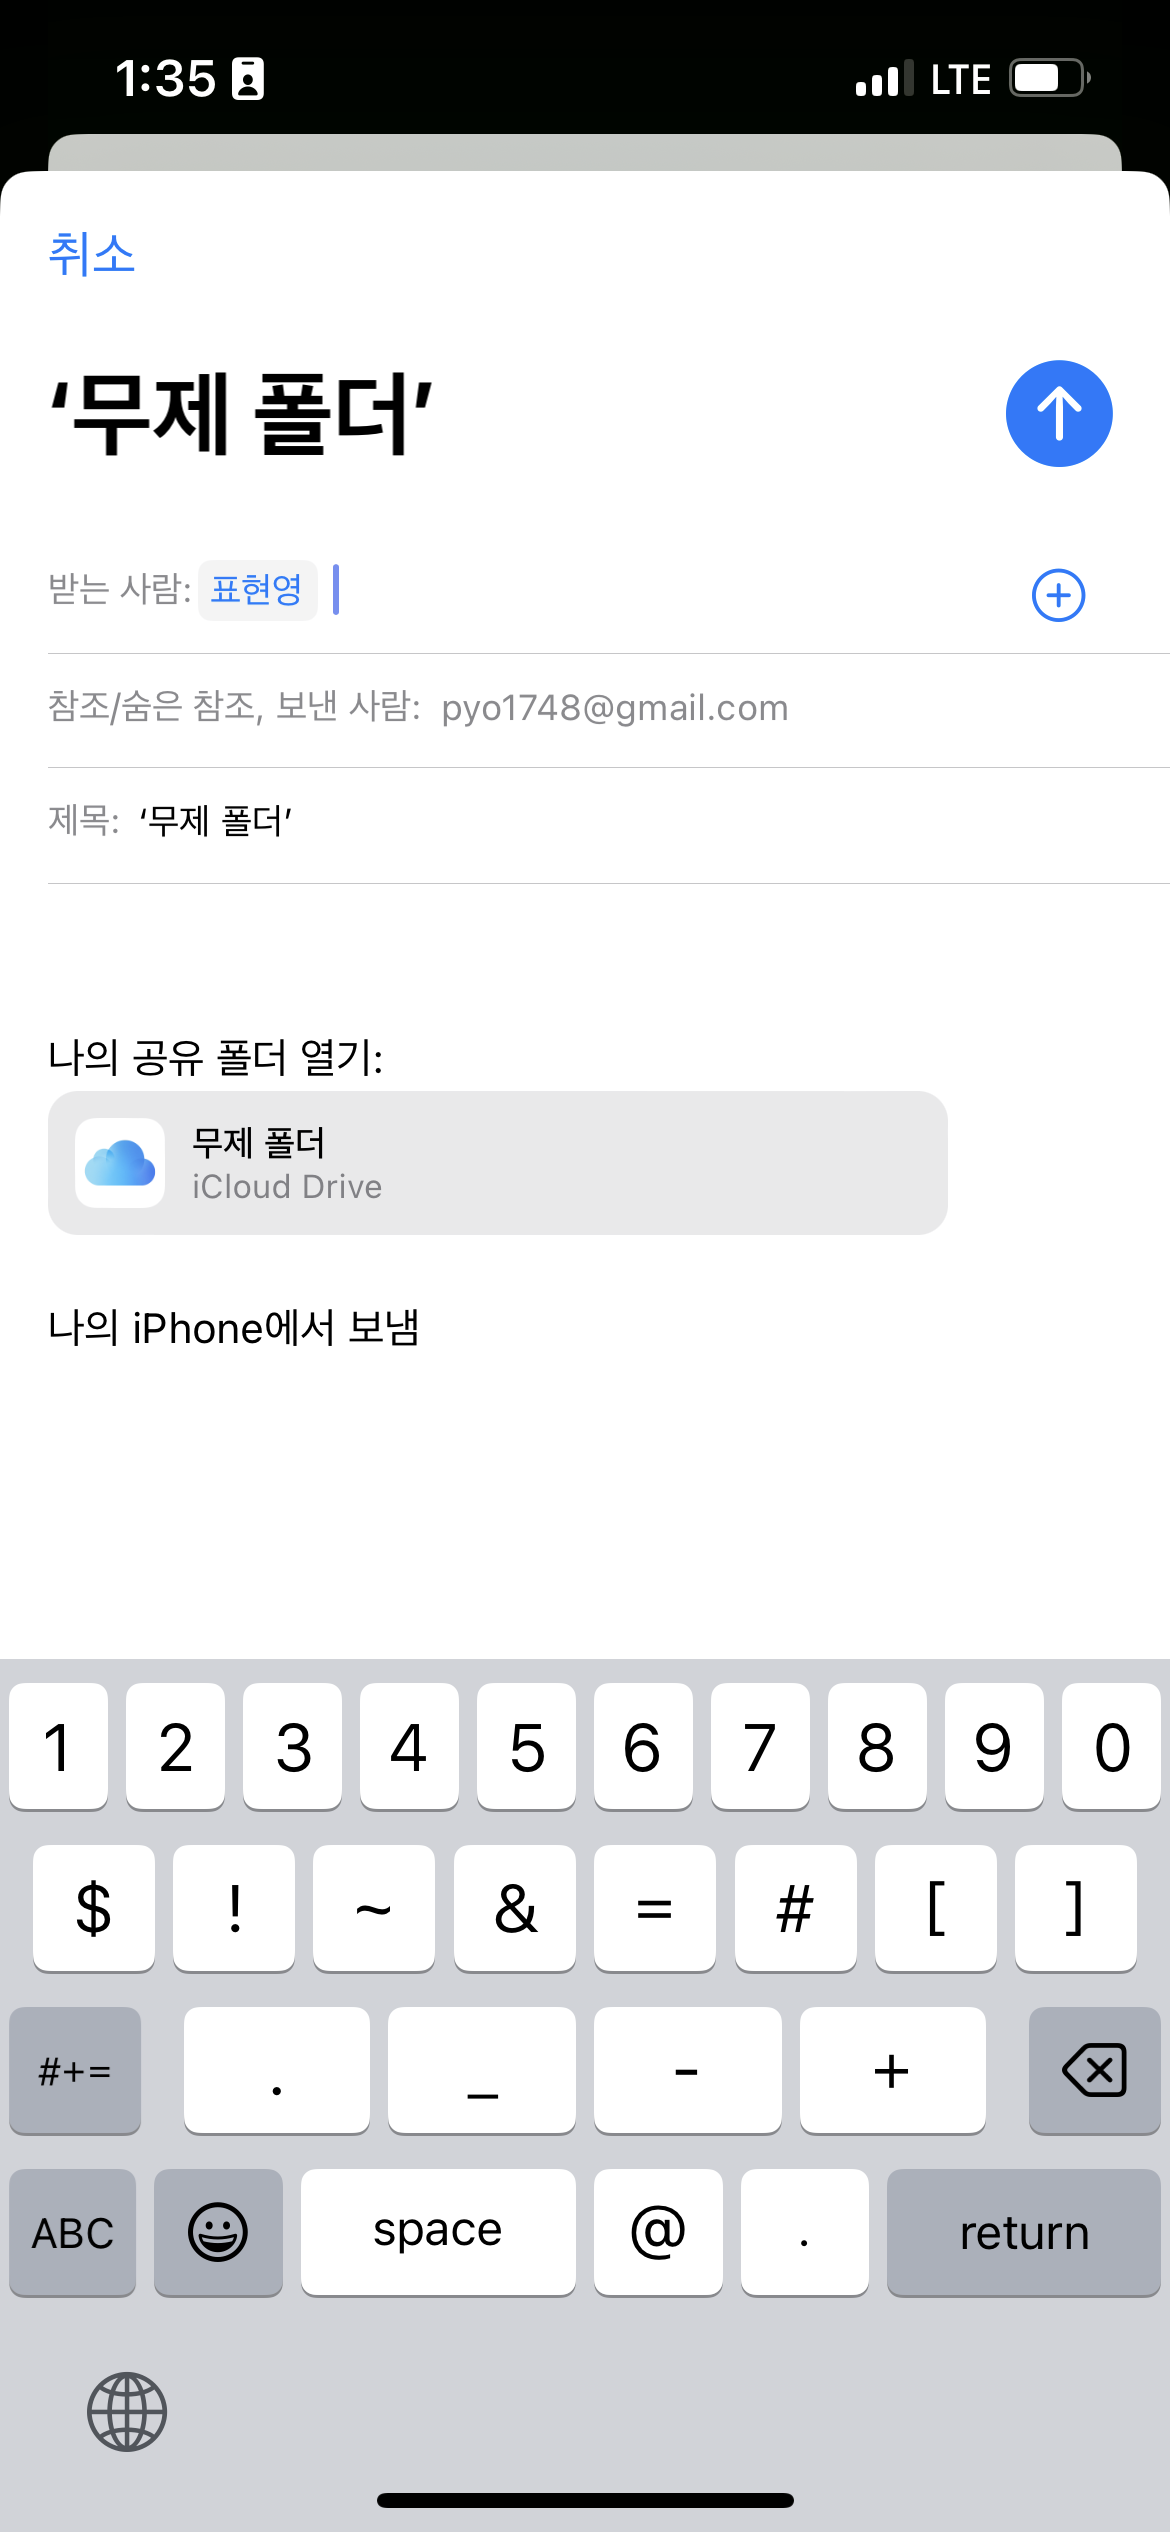 1:35 LTE
취소
‘무제 폴더’
받는 사람: 표현영
참조/숨은 참조, 보낸 사람: pyo1748@gmail.com
제목: ‘무제 폴더’
나의 공유 폴더 열기:
무제 폴더
iCloud Drive
나의 iPhone에서 보냄
1 2 3 4 5 6 7 8 9 0
$ ! ~ & = # [ ]
#+= . _ - +
ABC space @ . return